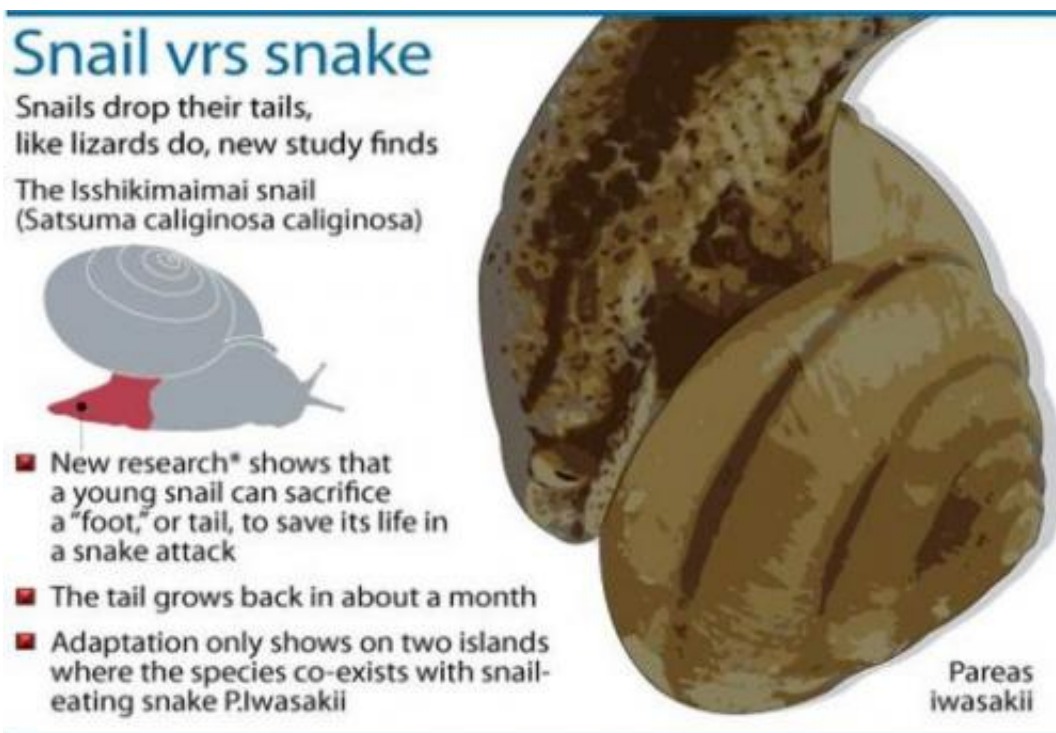 Snail vrs snake
Snails drop their tails,
like lizards do, new study finds
The Isshikimaimai snail
(Satsuma caliginosa caliginosa)
New research* shows that
a young snail can sacrifice
a "foot," or tail, to save its life in
a snake attack
The tail grows back in about a month
Adaptation only shows on two islands
where the species co-exists with snail-
eating snake P.Iwasakii
Pareas
iwasakii